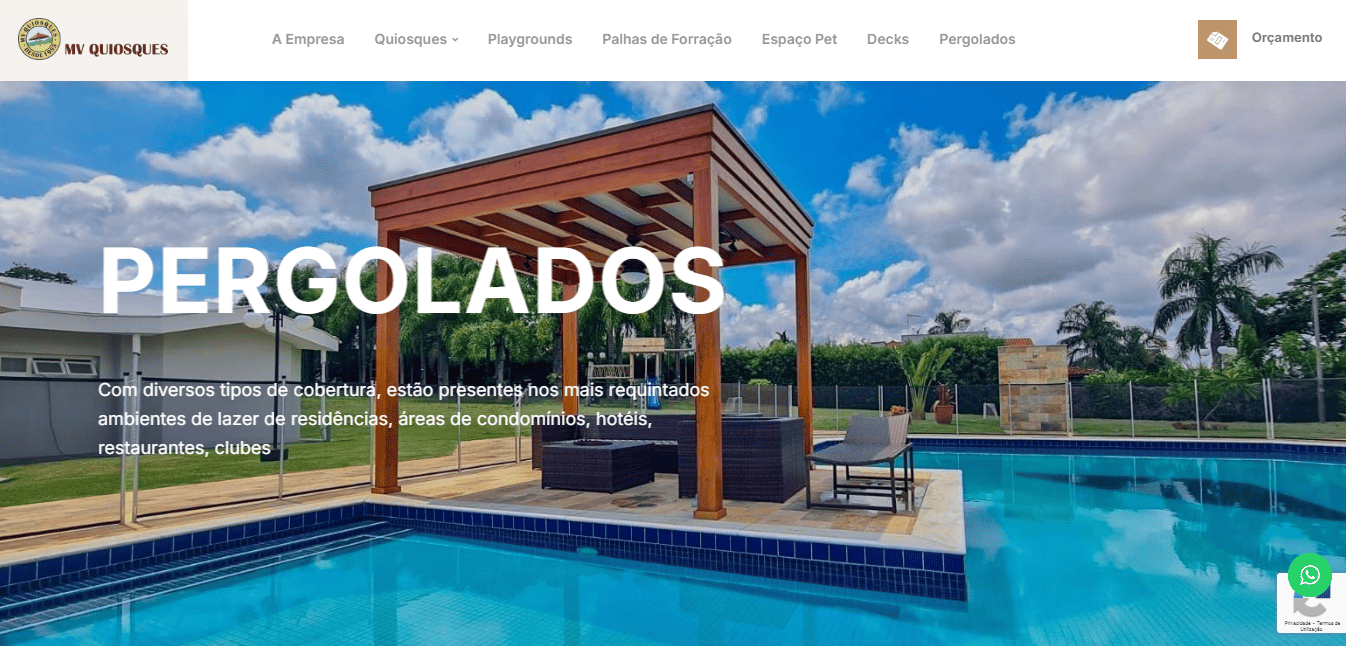 MV QUIOSQUES
DESDE 1985
MV QUIOSQUES
A Empresa
Quiosques
Playgrounds
Palhas de Forração
Espaço Pet
Decks
Pergolados
Orçamento
PERGOLADOS
Com diversos tipos de cobertura, estão presentes nos mais requintados
ambientes de lazer de residências, áreas de condomínios, hotéis,
restaurantes, clubes
Privacidade - Termos de
Utilização